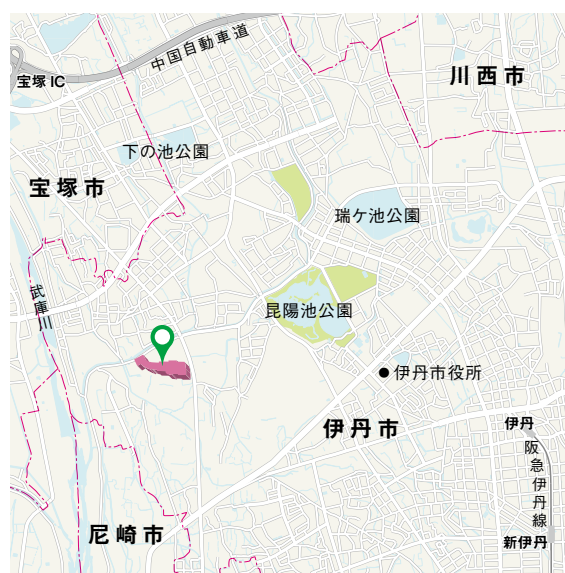 中国自動車道
宝塚IC
川西市
下の池公園
宝塚市
瑞ケ池公園
武庫川
昆陽池公園
伊丹市役所
伊丹市
伊丹
阪急伊丹線
尼崎市
新伊丹